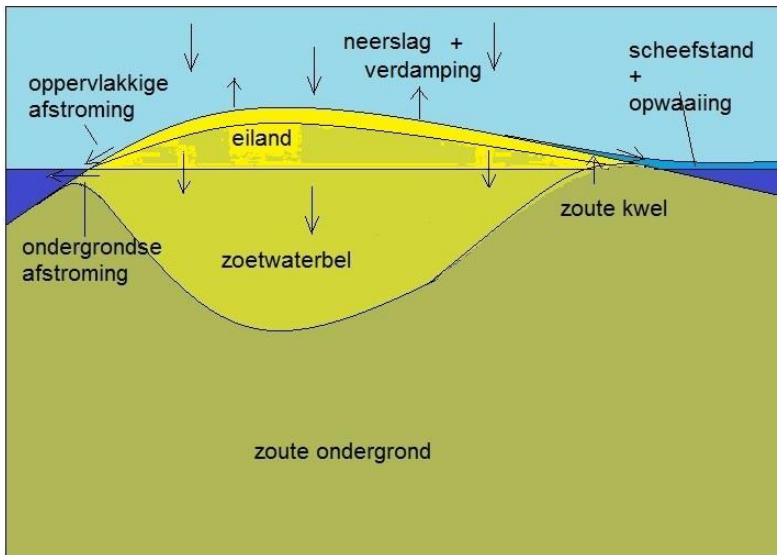 neerslag +
verdamping
scheefstand
+
opwaaiing
oppervlakkige
afstroming
eiland
zoute kwel
ondergrondse
afstroming
zoetwaterbel
zoute ondergrond